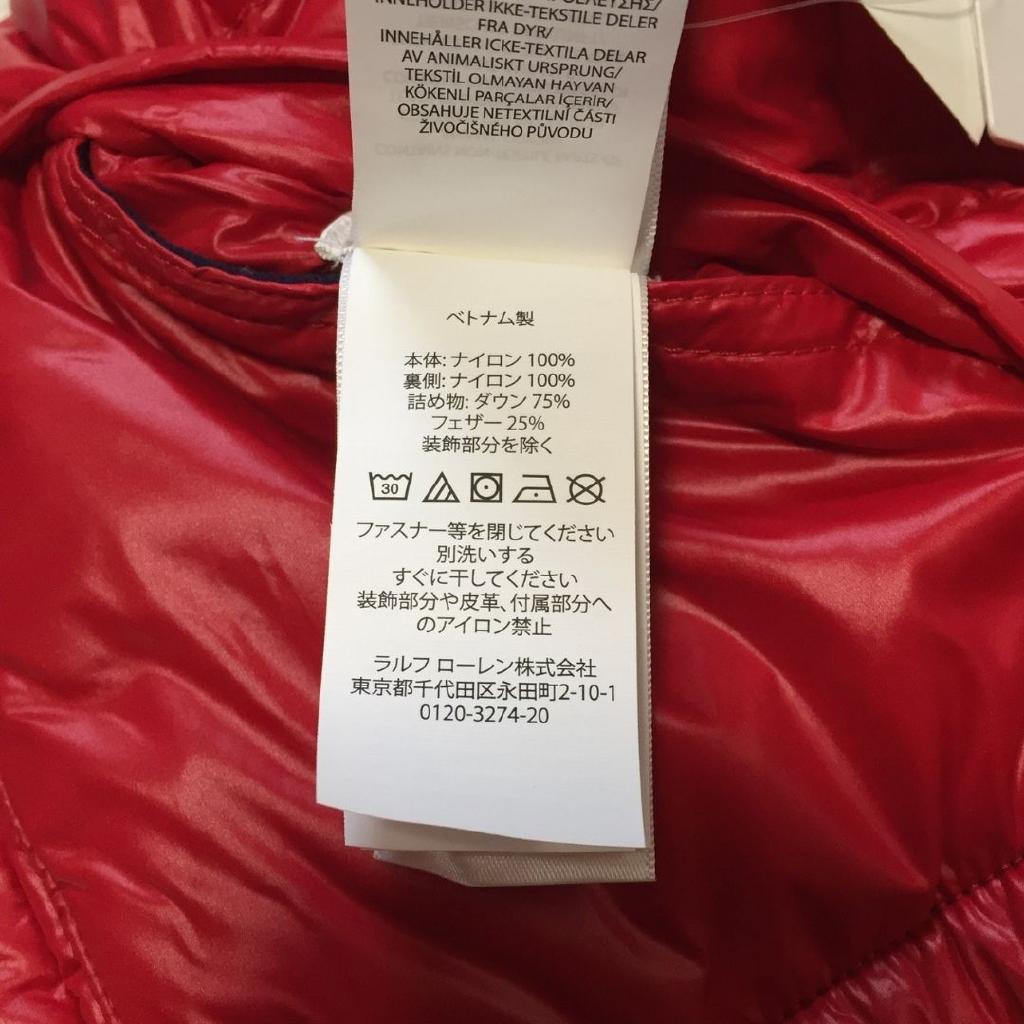 INNEHOLDER IKKE-TEKSTILE DELER
FRA DYR/
INNEHÅLLER ICKE-TEXTILA DELAR
AV ANIMALISKT URSPRUNG/
TEKSTİL OLMAYAN HAYVAN
KÖKENLİ PARÇALAR İÇERİR/
OBSAHUJE NETEXTILNÍ ČÁSTI
ŽIVOČIŠNÉHO PŮVODU
ベトナム製
本体: ナイロン 100%
裏側: ナイロン 100%
詰め物: ダウン 75%
フェザー 25%
装飾部分を除く
30
ファスナー等を閉じてください
別洗いする
すぐに干してください
装飾部分や皮革、付属部分へ
のアイロン禁止
ラルフ ローレン株式会社
東京都千代田区永田町2-10-1
0120-3274-20